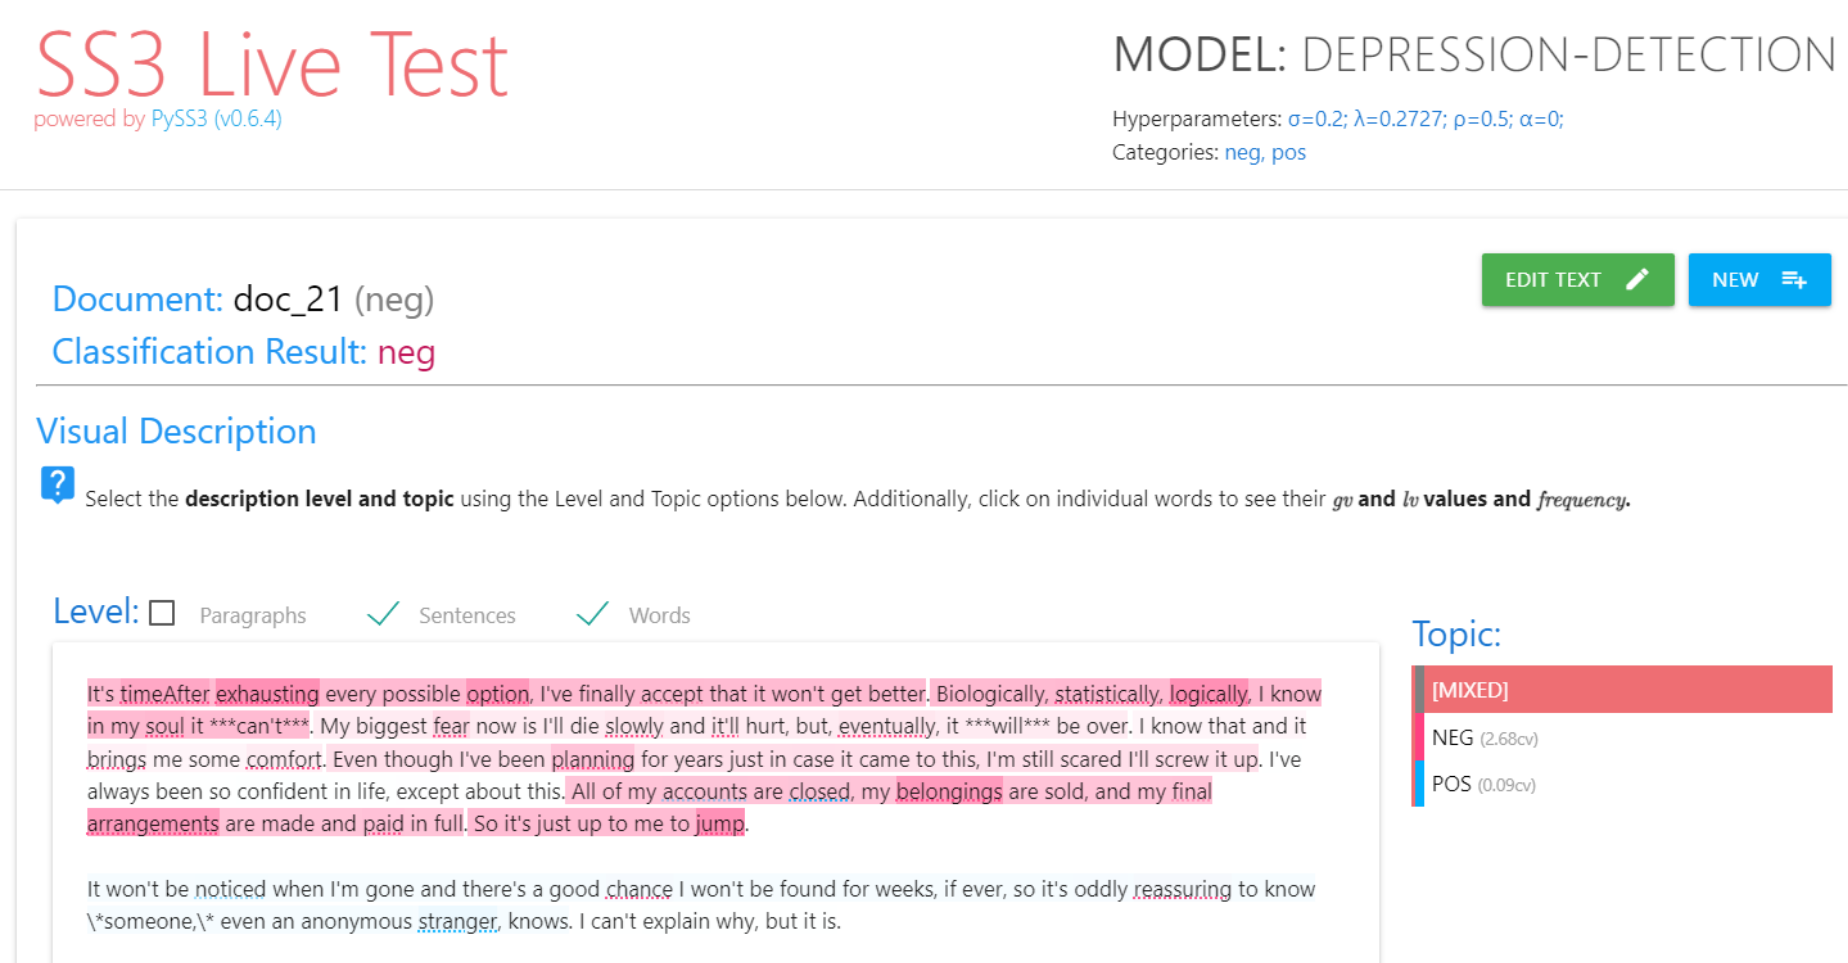 SS3 Live Test
powered by PySS3 (v0.6.4)
MODEL: DEPRESSION-DETECTION
Hyperparameters: σ=0.2; λ=0.2727; ρ=0.5; α=0;
Categories: neg, pos
EDIT TEXT
NEW
Document: doc_21 (neg)
Classification Result: neg
Visual Description
Select the description level and topic using the Level and Topic options below. Additionally, click on individual words to see their gv and lv values and frequency.
Level: Paragraphs Sentences Words
It's timeAfter exhausting every possible option, I've finally accept that it won't get better. Biologically, statistically, logically, I know
in my soul it ***can't***. My biggest fear now is I'll die slowly and it'll hurt, but, eventually, it ***will*** be over. I know that and it
brings me some comfort. Even though I've been planning for years just in case it came to this, I'm still scared I'll screw it up. I've
always been so confident in life, except about this. All of my accounts are closed, my belongings are sold, and my final
arrangements are made and paid in full. So it's just up to me to jump.
It won't be noticed when I'm gone and there's a good chance I won't be found for weeks, if ever, so it's oddly reassuring to know
\*someone,\* even an anonymous stranger, knows. I can't explain why, but it is.
Topic:
[MIXED]
NEG (2.68cv)
POS (0.09cv)